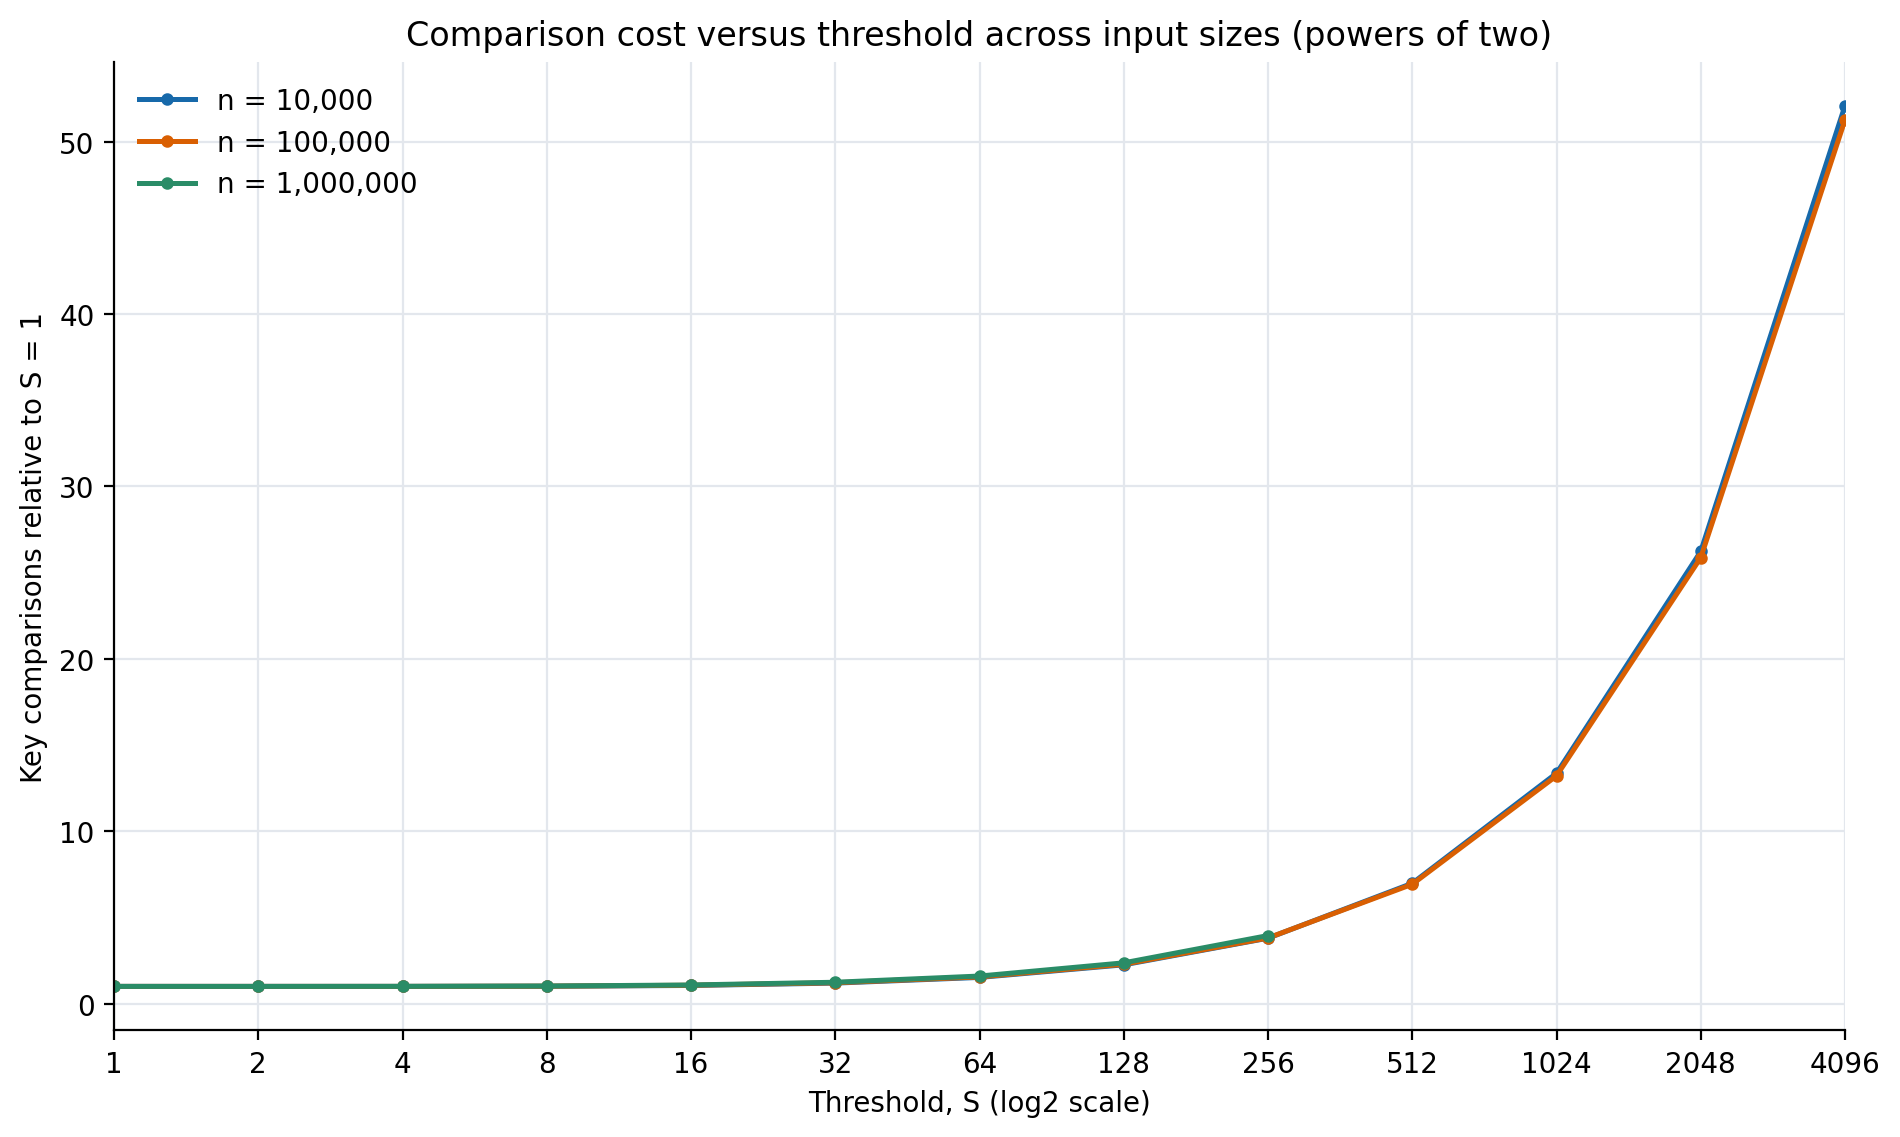 Comparison cost versus threshold across input sizes (powers of two)
n = 10,000
n = 100,000
n = 1,000,000
Key comparisons relative to S = 1
50
40
30
20
10
0
1 2 4 8 16 32 64 128 256 512 1024 2048 4096
Threshold, S (log2 scale)